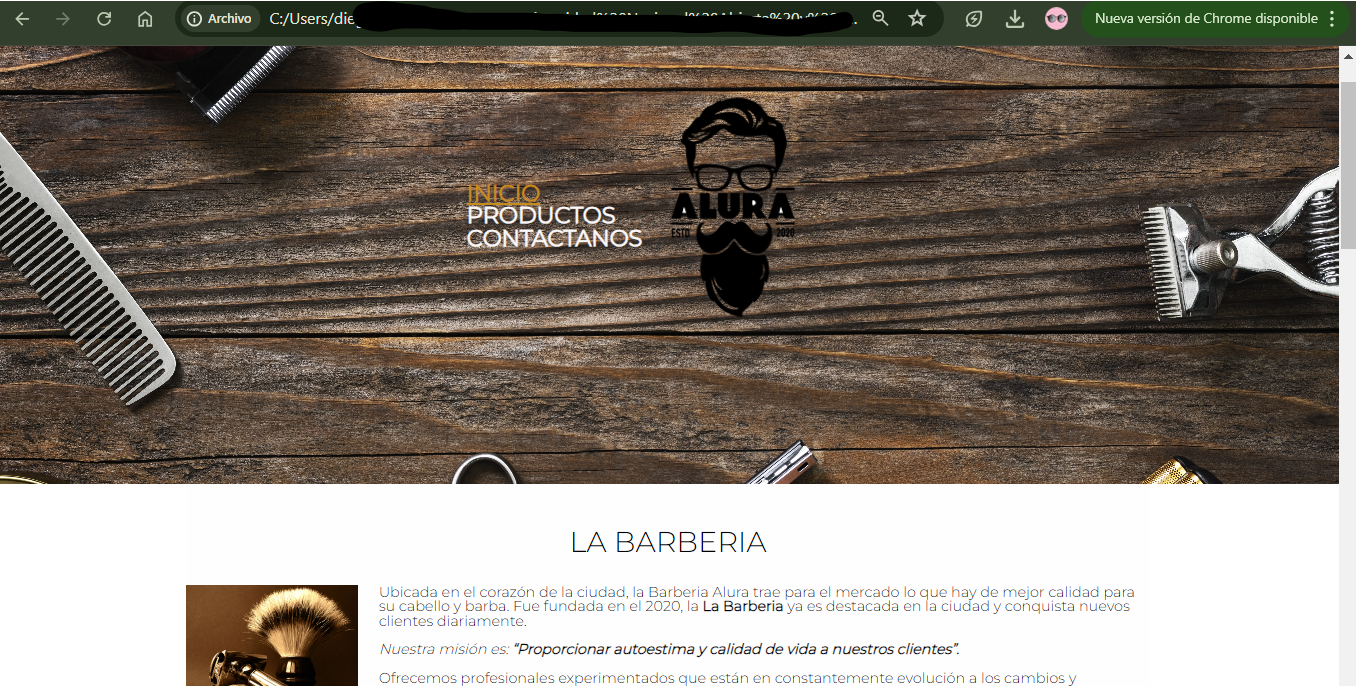 Archivo
C:/Users/die
Nueva versión de Chrome disponible
INICIO
PRODUCTOS
CONTACTANOS
ALURA
ESTD 2020
LA BARBERIA
Ubicada en el corazón de la ciudad, la Barberia Alura trae para el mercado lo que hay de mejor calidad para
su cabello y barba. Fue fundada en el 2020, la La Barberia ya es destacada en la ciudad y conquista nuevos
clientes diariamente.
Nuestra misión es: “Proporcionar autoestima y calidad de vida a nuestros clientes”.
Ofrecemos profesionales experimentados que están en constantemente evolución a los cambios y